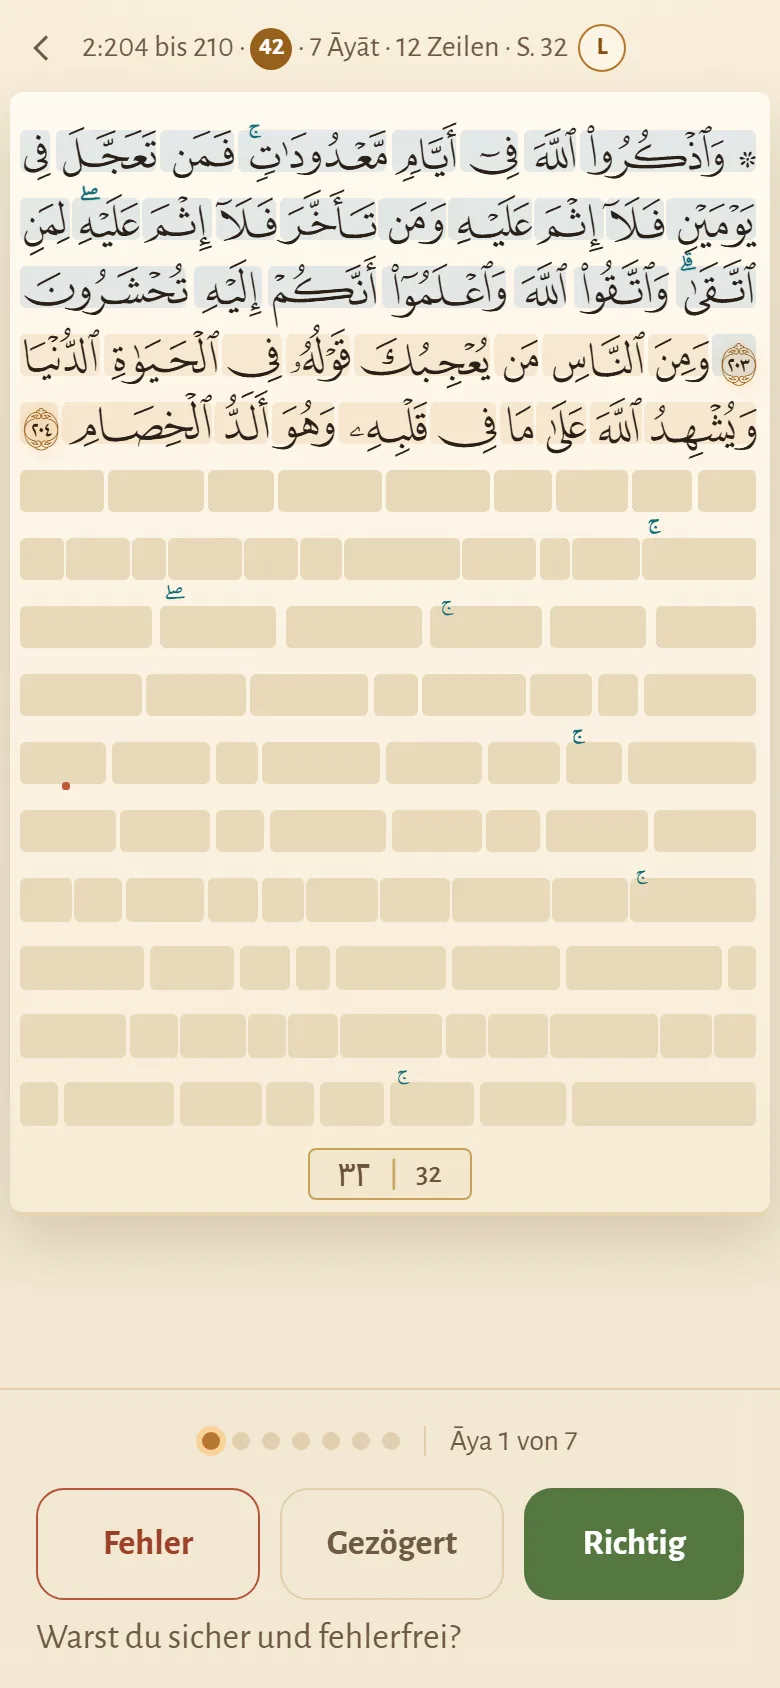 2:204 bis 210 · 42 · 7 Āyāt · 12 Zeilen · S. 32 L
۞ وَٱذْكُرُوا۟ ٱللَّهَ فِىٓ أَيَّامٍ مَّعْدُودَٰتٍ ۚ فَمَن تَعَجَّلَ فِى
يَوْمَيْنِ فَلَآ إِثْمَ عَلَيْهِ وَمَن تَأَخَّرَ فَلَآ إِثْمَ عَلَيْهِ ۖ لِمَنِ
ٱتَّقَىٰ ۗ وَٱتَّقُوا۟ ٱللَّهَ وَٱعْلَمُوٓا۟ أَنَّكُمْ إِلَيْهِ تُحْشَرُونَ
٢٠٣ وَمِنَ ٱلنَّاسِ مَن يُعْجِبُكَ قَوْلُهُۥ فِى ٱلْحَيَوٰةِ ٱلدُّنْيَا
وَيُشْهِدُ ٱللَّهَ عَلَىٰ مَا فِى قَلْبِهِۦ وَهُوَ أَلَدُّ ٱلْخِصَامِ ٢٠٤
ۚ
ۖ ۚ
ۚ
ۚ
ۚ
٣٢ | 32
Āya 1 von 7
Fehler Gezögert Richtig
Warst du sicher und fehlerfrei?